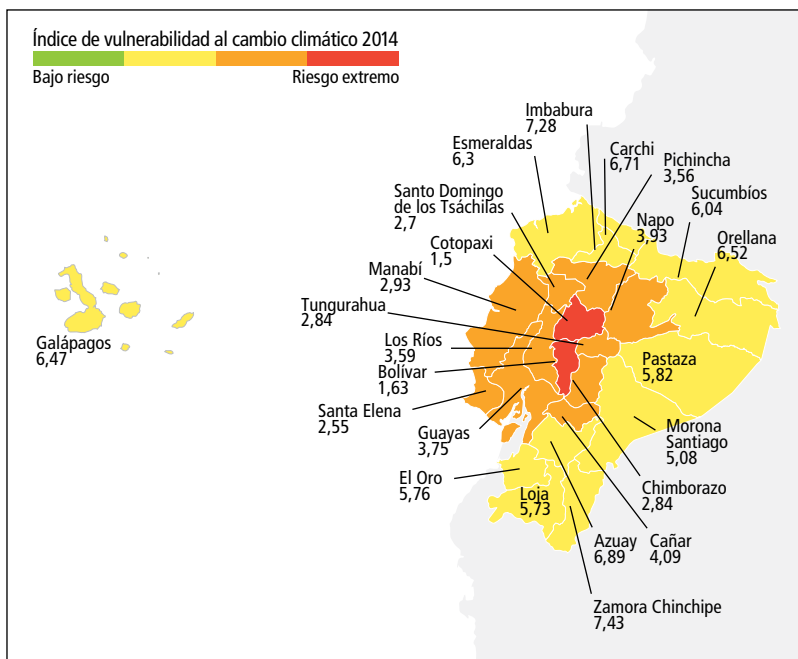 Índice de vulnerabilidad al cambio climático 2014
Bajo riesgo
Riesgo extremo
Imbabura
7,28
Esmeraldas
6,3
Carchi
6,71
Pichincha
3,56
Santo Domingo
de los Tsáchilas
2,7
Sucumbíos
6,04
Napo
3,93
Cotopaxi
1,5
Orellana
6,52
Manabí
2,93
Tungurahua
2,84
Galápagos
6,47
Los Ríos
3,59
Pastaza
5,82
Bolívar
1,63
Santa Elena
2,55
Guayas
3,75
Morona
Santiago
5,08
El Oro
5,76
Loja
5,73
Chimborazo
2,84
Azuay
6,89
Cañar
4,09
Zamora Chinchipe
7,43